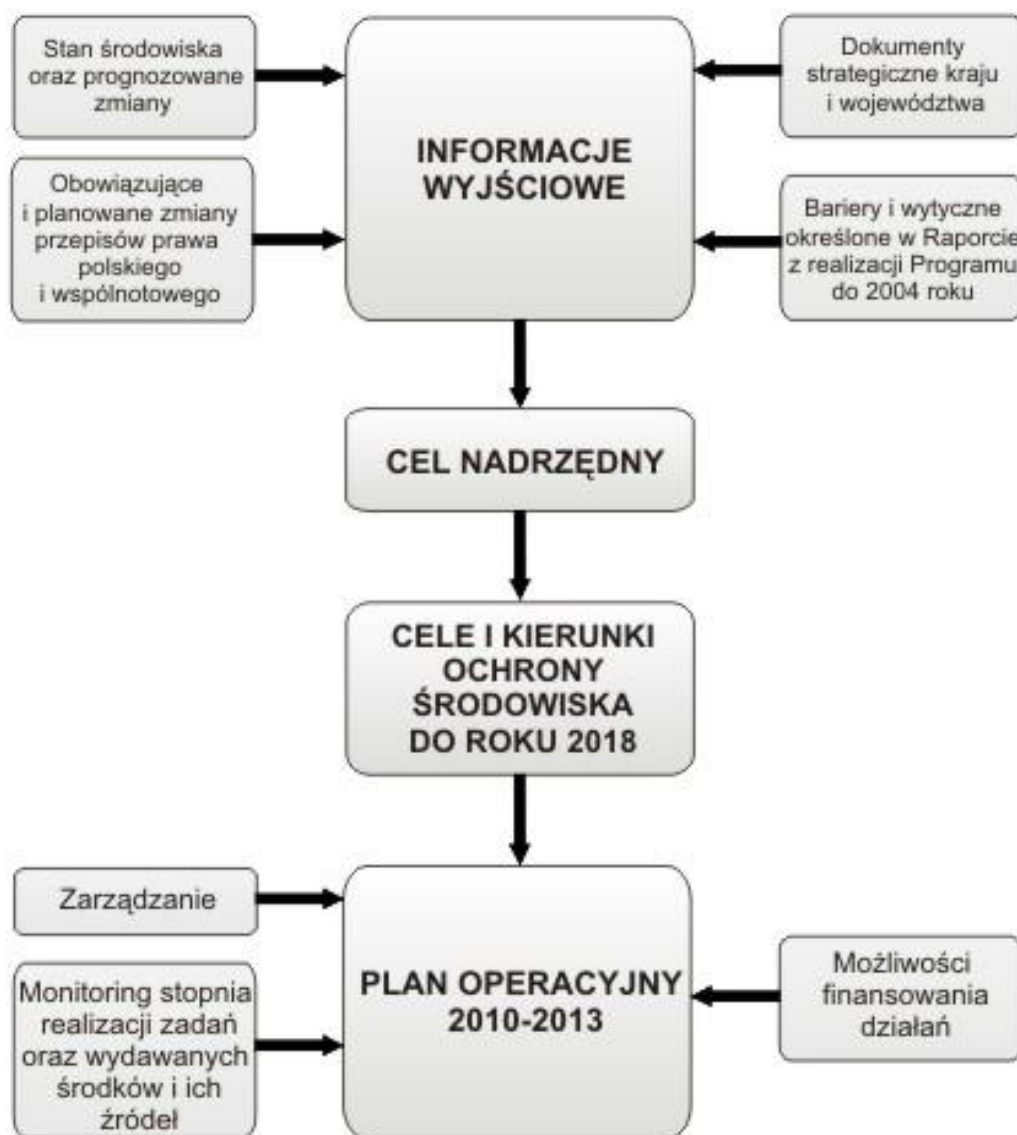 Stan środowiska
oraz prognozowane
zmiany
Dokumenty
strategiczne kraju
i województwa
INFORMACJE
WYJŚCIOWE
Obowiązujące
i planowane zmiany
przepisów prawa
polskiego
i wspólnotowego
Bariery i wytyczne
określone w Raporcie
z realizacji Programu
do 2004 roku
CEL NADRZĘDNY
CELE I KIERUNKI
OCHRONY
ŚRODOWISKA
DO ROKU 2018
Zarządzanie
PLAN OPERACYJNY
2010-2013
Monitoring stopnia
realizacji zadań
oraz wydawanych
środków i ich
źródeł
Możliwości
finansowania
działań